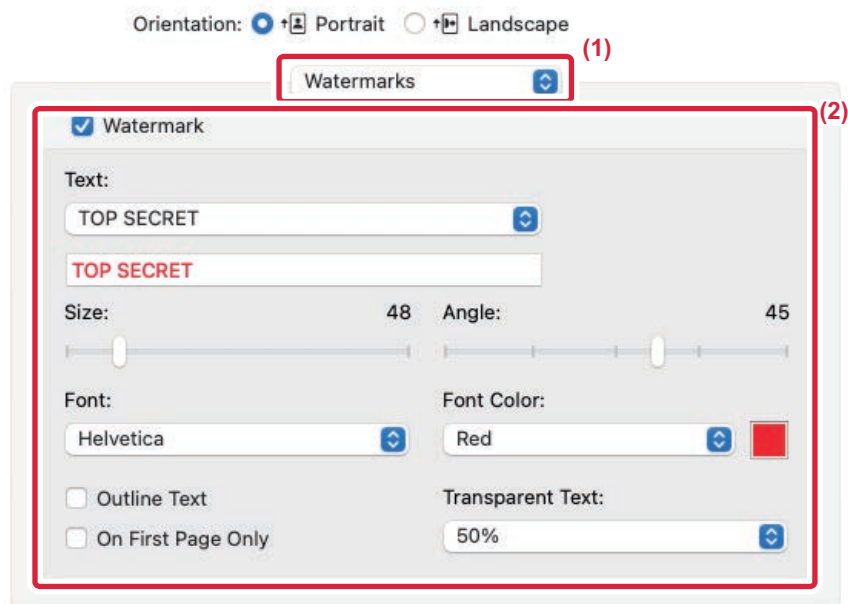 Orientation: Portrait Landscape
(1)
Watermarks
(2)
Watermark
Text:
TOP SECRET
TOP SECRET
Size: 48 Angle: 45
Font: Font Color:
Helvetica Red
Outline Text Transparent Text:
On First Page Only 50%